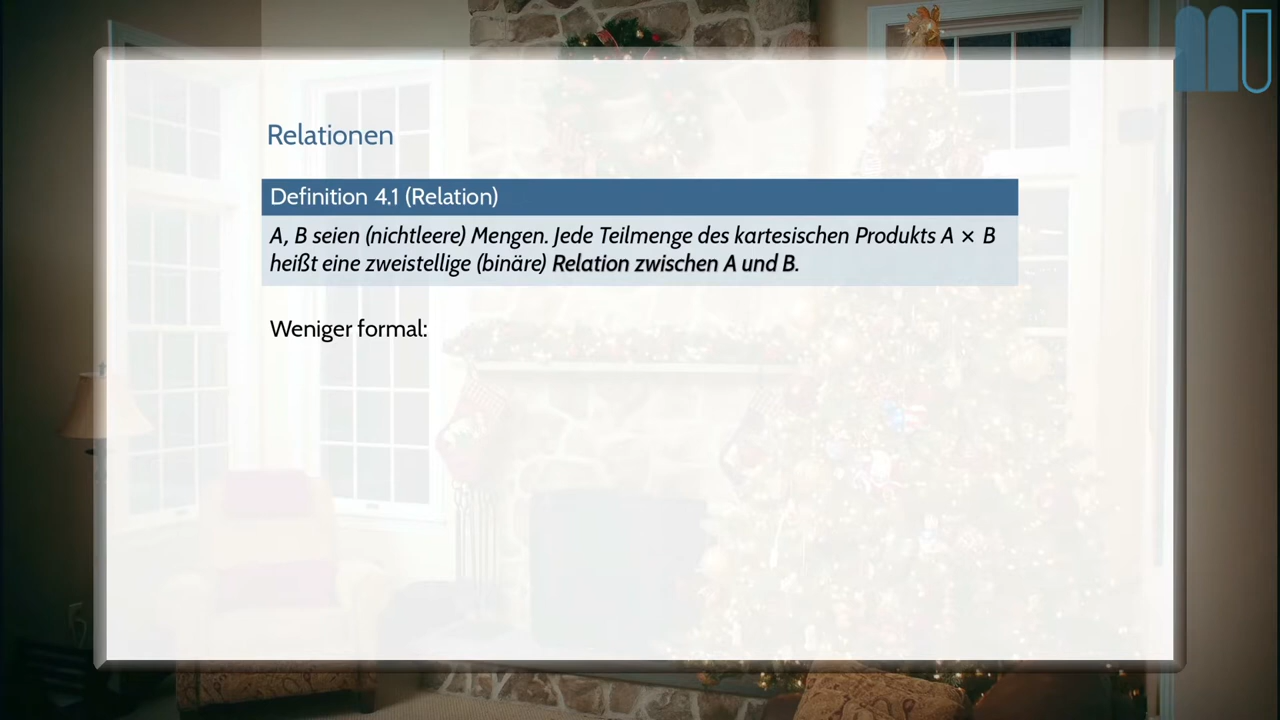 Relationen
Definition 4.1 (Relation)
A, B seien (nichtleere) Mengen. Jede Teilmenge des kartesischen Produkts A × B
heißt eine zweistellige (binäre) Relation zwischen A und B.
Weniger formal: